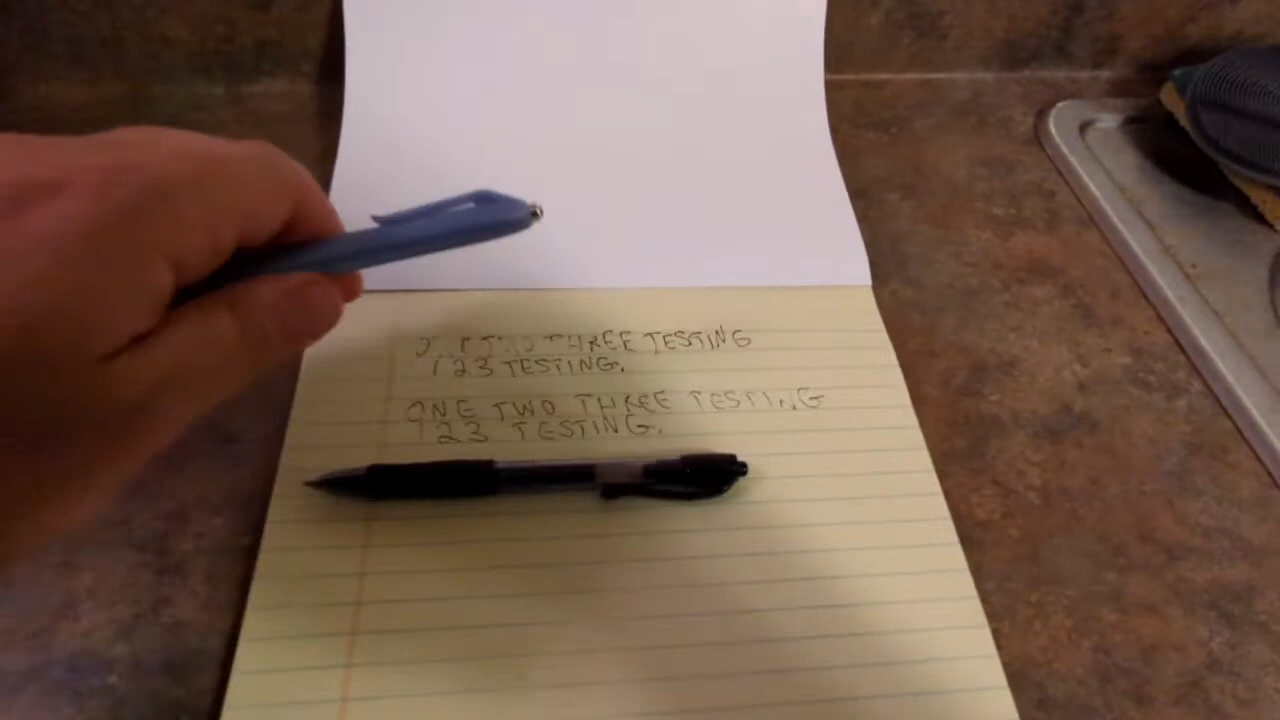 THREE TESTING
123 TESTING.
ONE TWO THREE TESTING
123 TESTING.